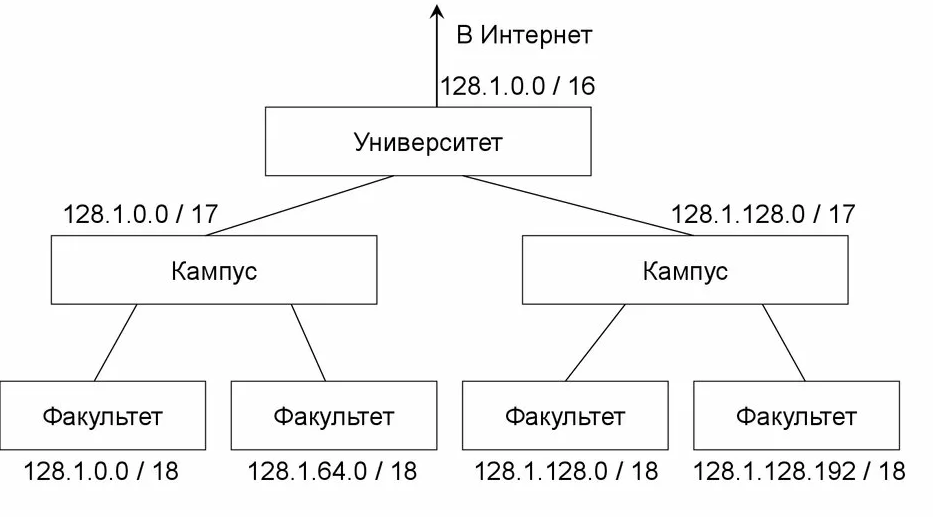 В Интернет
128.1.0.0 / 16
Университет
128.1.0.0 / 17
128.1.128.0 / 17
Кампус
Кампус
Факультет
Факультет
Факультет
Факультет
128.1.0.0 / 18
128.1.64.0 / 18
128.1.128.0 / 18
128.1.128.192 / 18